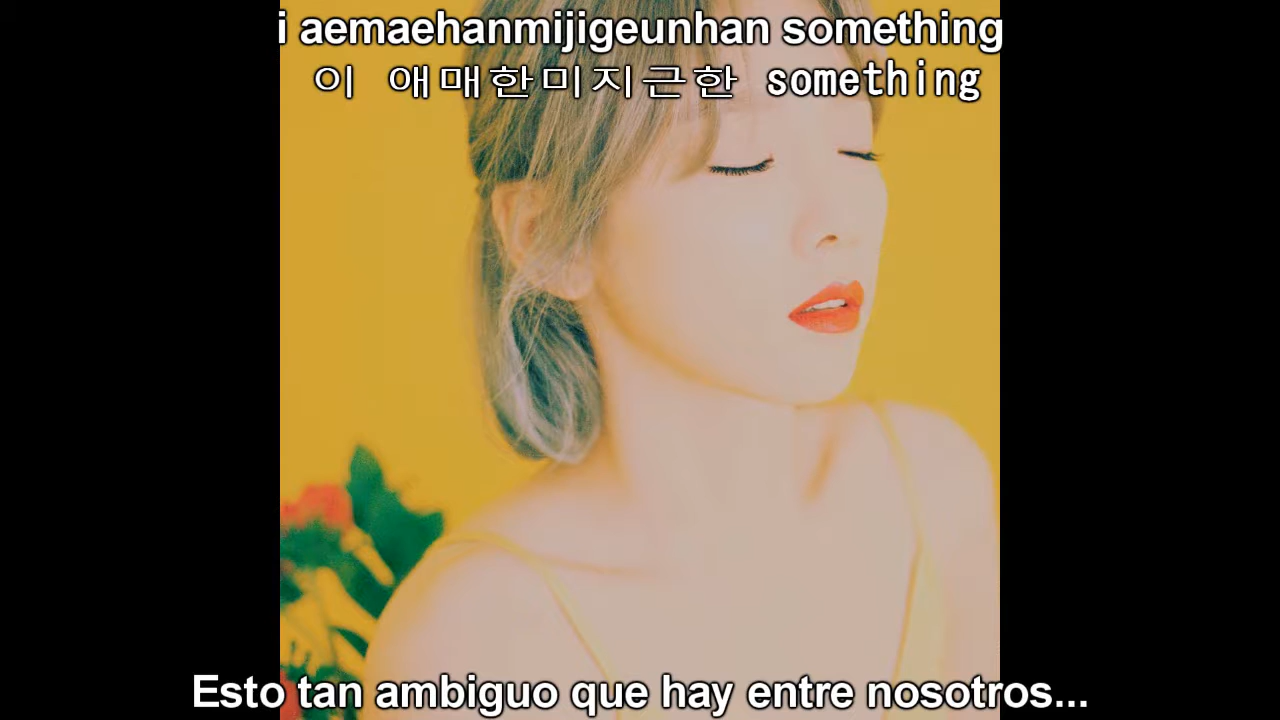 i aemaehanmijigeunhan something
이 애매한미지근한 something
Esto tan ambiguo que hay entre nosotros...